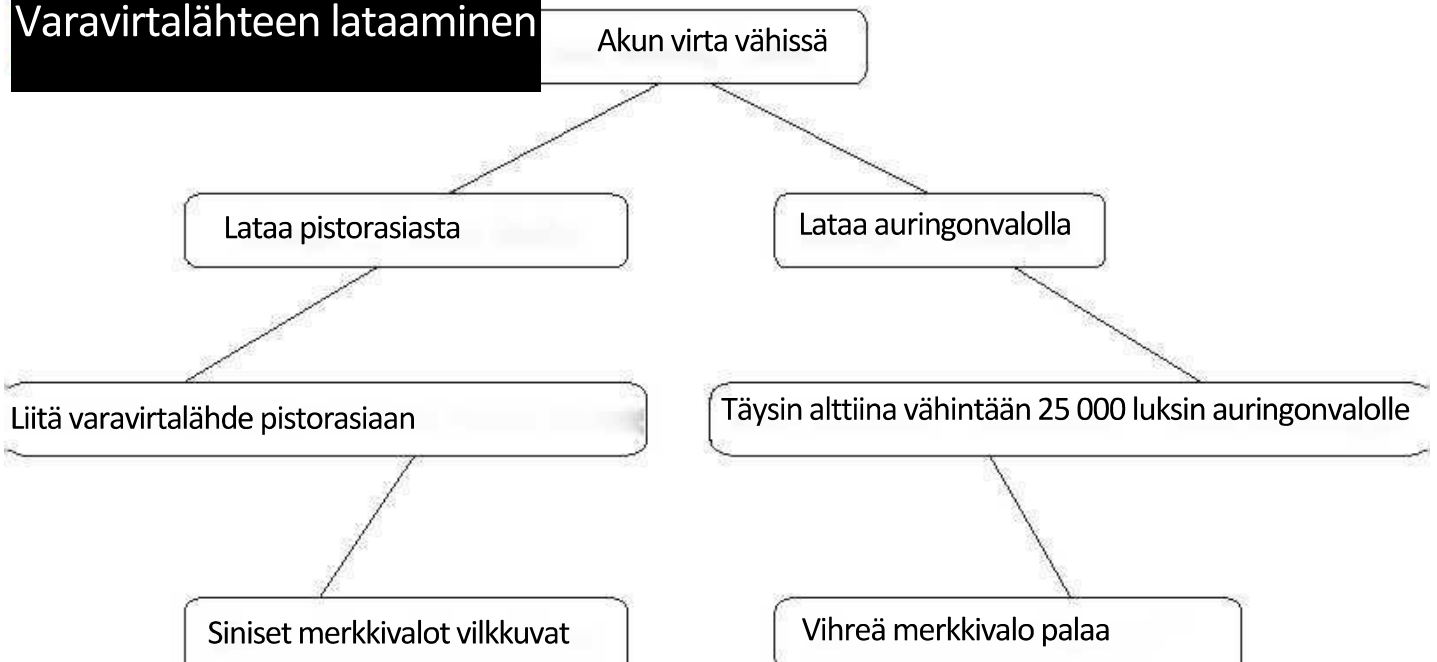 Varavirtalähteen lataaminen
Akun virta vähissä
Lataa pistorasiasta
Lataa auringonvalolla
Liitä varavirtalähde pistorasiaan
Täysin alttiina vähintään 25 000 luksin auringonvalolle
Siniset merkkivalot vilkkuvat
Vihreä merkkivalo palaa